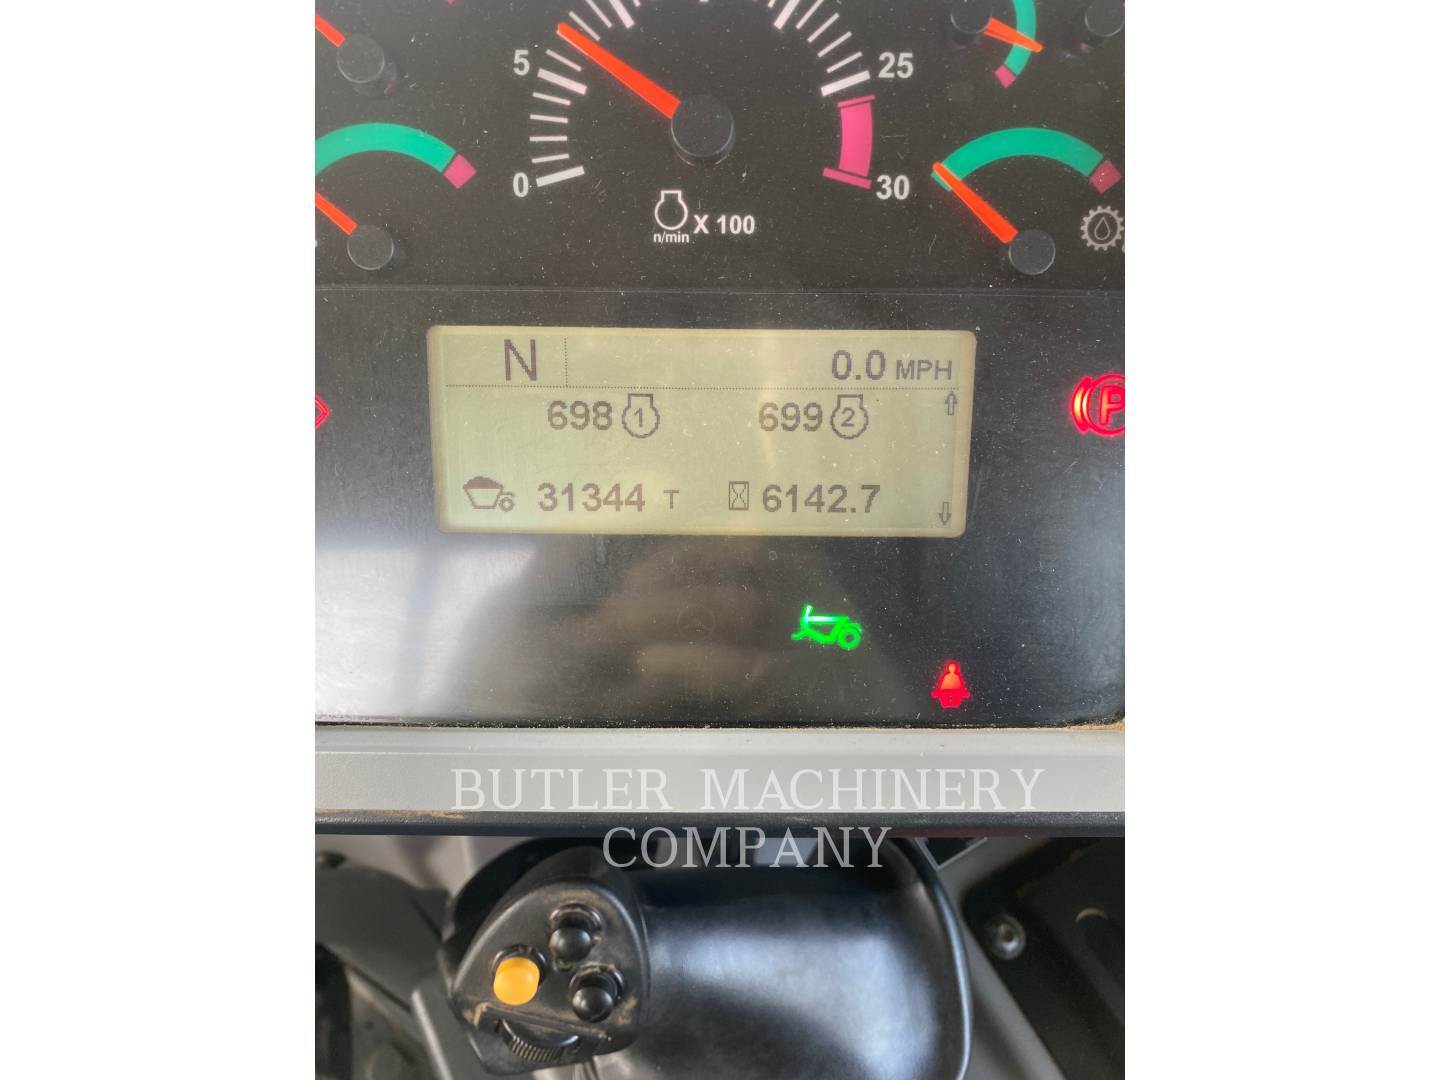 5
25
0
30
X 100
n/min
N
0.0 MPH
698 1
699 2
31344 T
6142.7
P
BUTLER MACHINERY
COMPANY